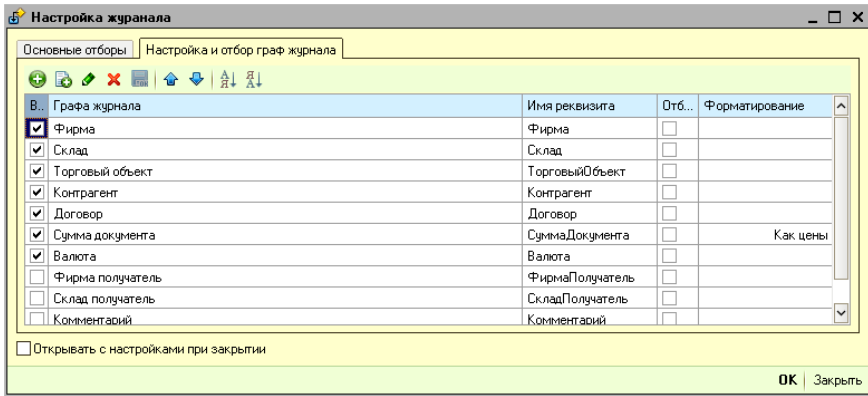 Настройка журанала
Основные отборы Настройка и отбор граф журнала
В.. Графа журнала Имя реквизита Отб... Форматирование
Фирма Фирма
Склад Склад
Торговый объект ТорговыйОбъект
Контрагент Контрагент
Договор Договор
Сумма документа СуммаДокумента Как цены
Валюта Валюта
Фирма получатель ФирмаПолучатель
Склад получатель СкладПолучатель
Комментарий Комментарий
Открывать с настройками при закрытии
OK Закрыть